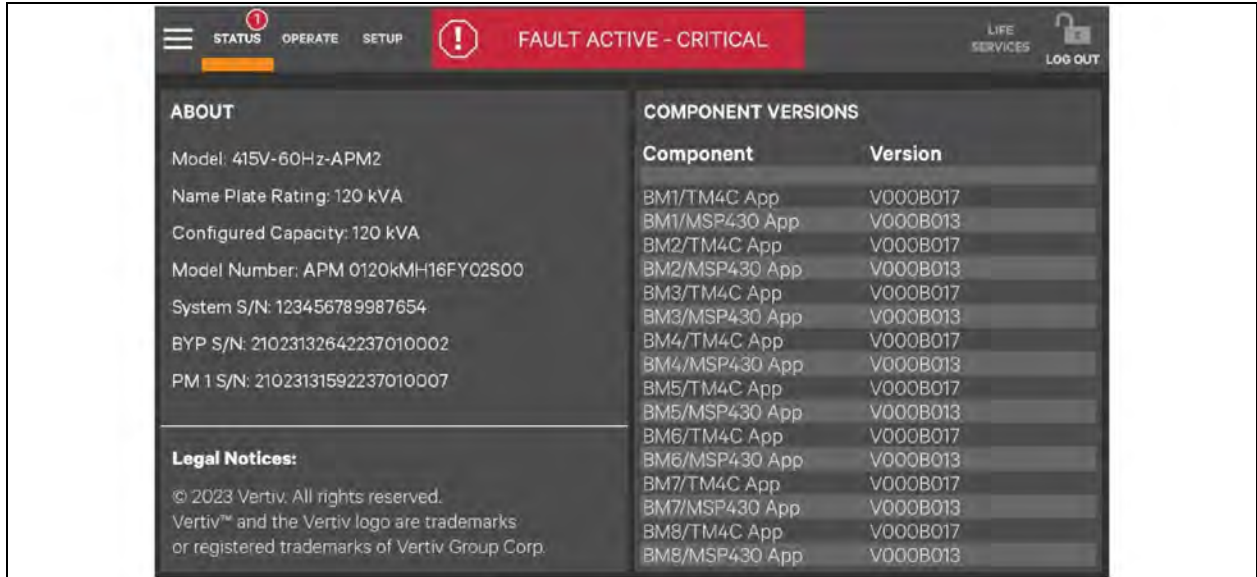 1
STATUS OPERATE SETUP
! FAULT ACTIVE - CRITICAL
LIFE
SERVICES
LOG OUT
ABOUT
Model: 415V-60Hz-APM2
Name Plate Rating: 120 kVA
Configured Capacity: 120 kVA
Model Number: APM 0120kMH16FY02S00
System S/N: 123456789987654
BYP S/N: 21023132642237010002
PM 1 S/N: 21023131592237010007
Legal Notices:
© 2023 Vertiv. All rights reserved.
Vertiv™ and the Vertiv logo are trademarks
or registered trademarks of Vertiv Group Corp.
COMPONENT VERSIONS
Component Version
BM1/TM4C App V000B017
BM1/MSP430 App V000B013
BM2/TM4C App V000B017
BM2/MSP430 App V000B013
BM3/TM4C App V000B017
BM3/MSP430 App V000B013
BM4/TM4C App V000B017
BM4/MSP430 App V000B013
BM5/TM4C App V000B017
BM5/MSP430 App V000B013
BM6/TM4C App V000B017
BM6/MSP430 App V000B013
BM7/TM4C App V000B017
BM7/MSP430 App V000B013
BM8/TM4C App V000B017
BM8/MSP430 App V000B013